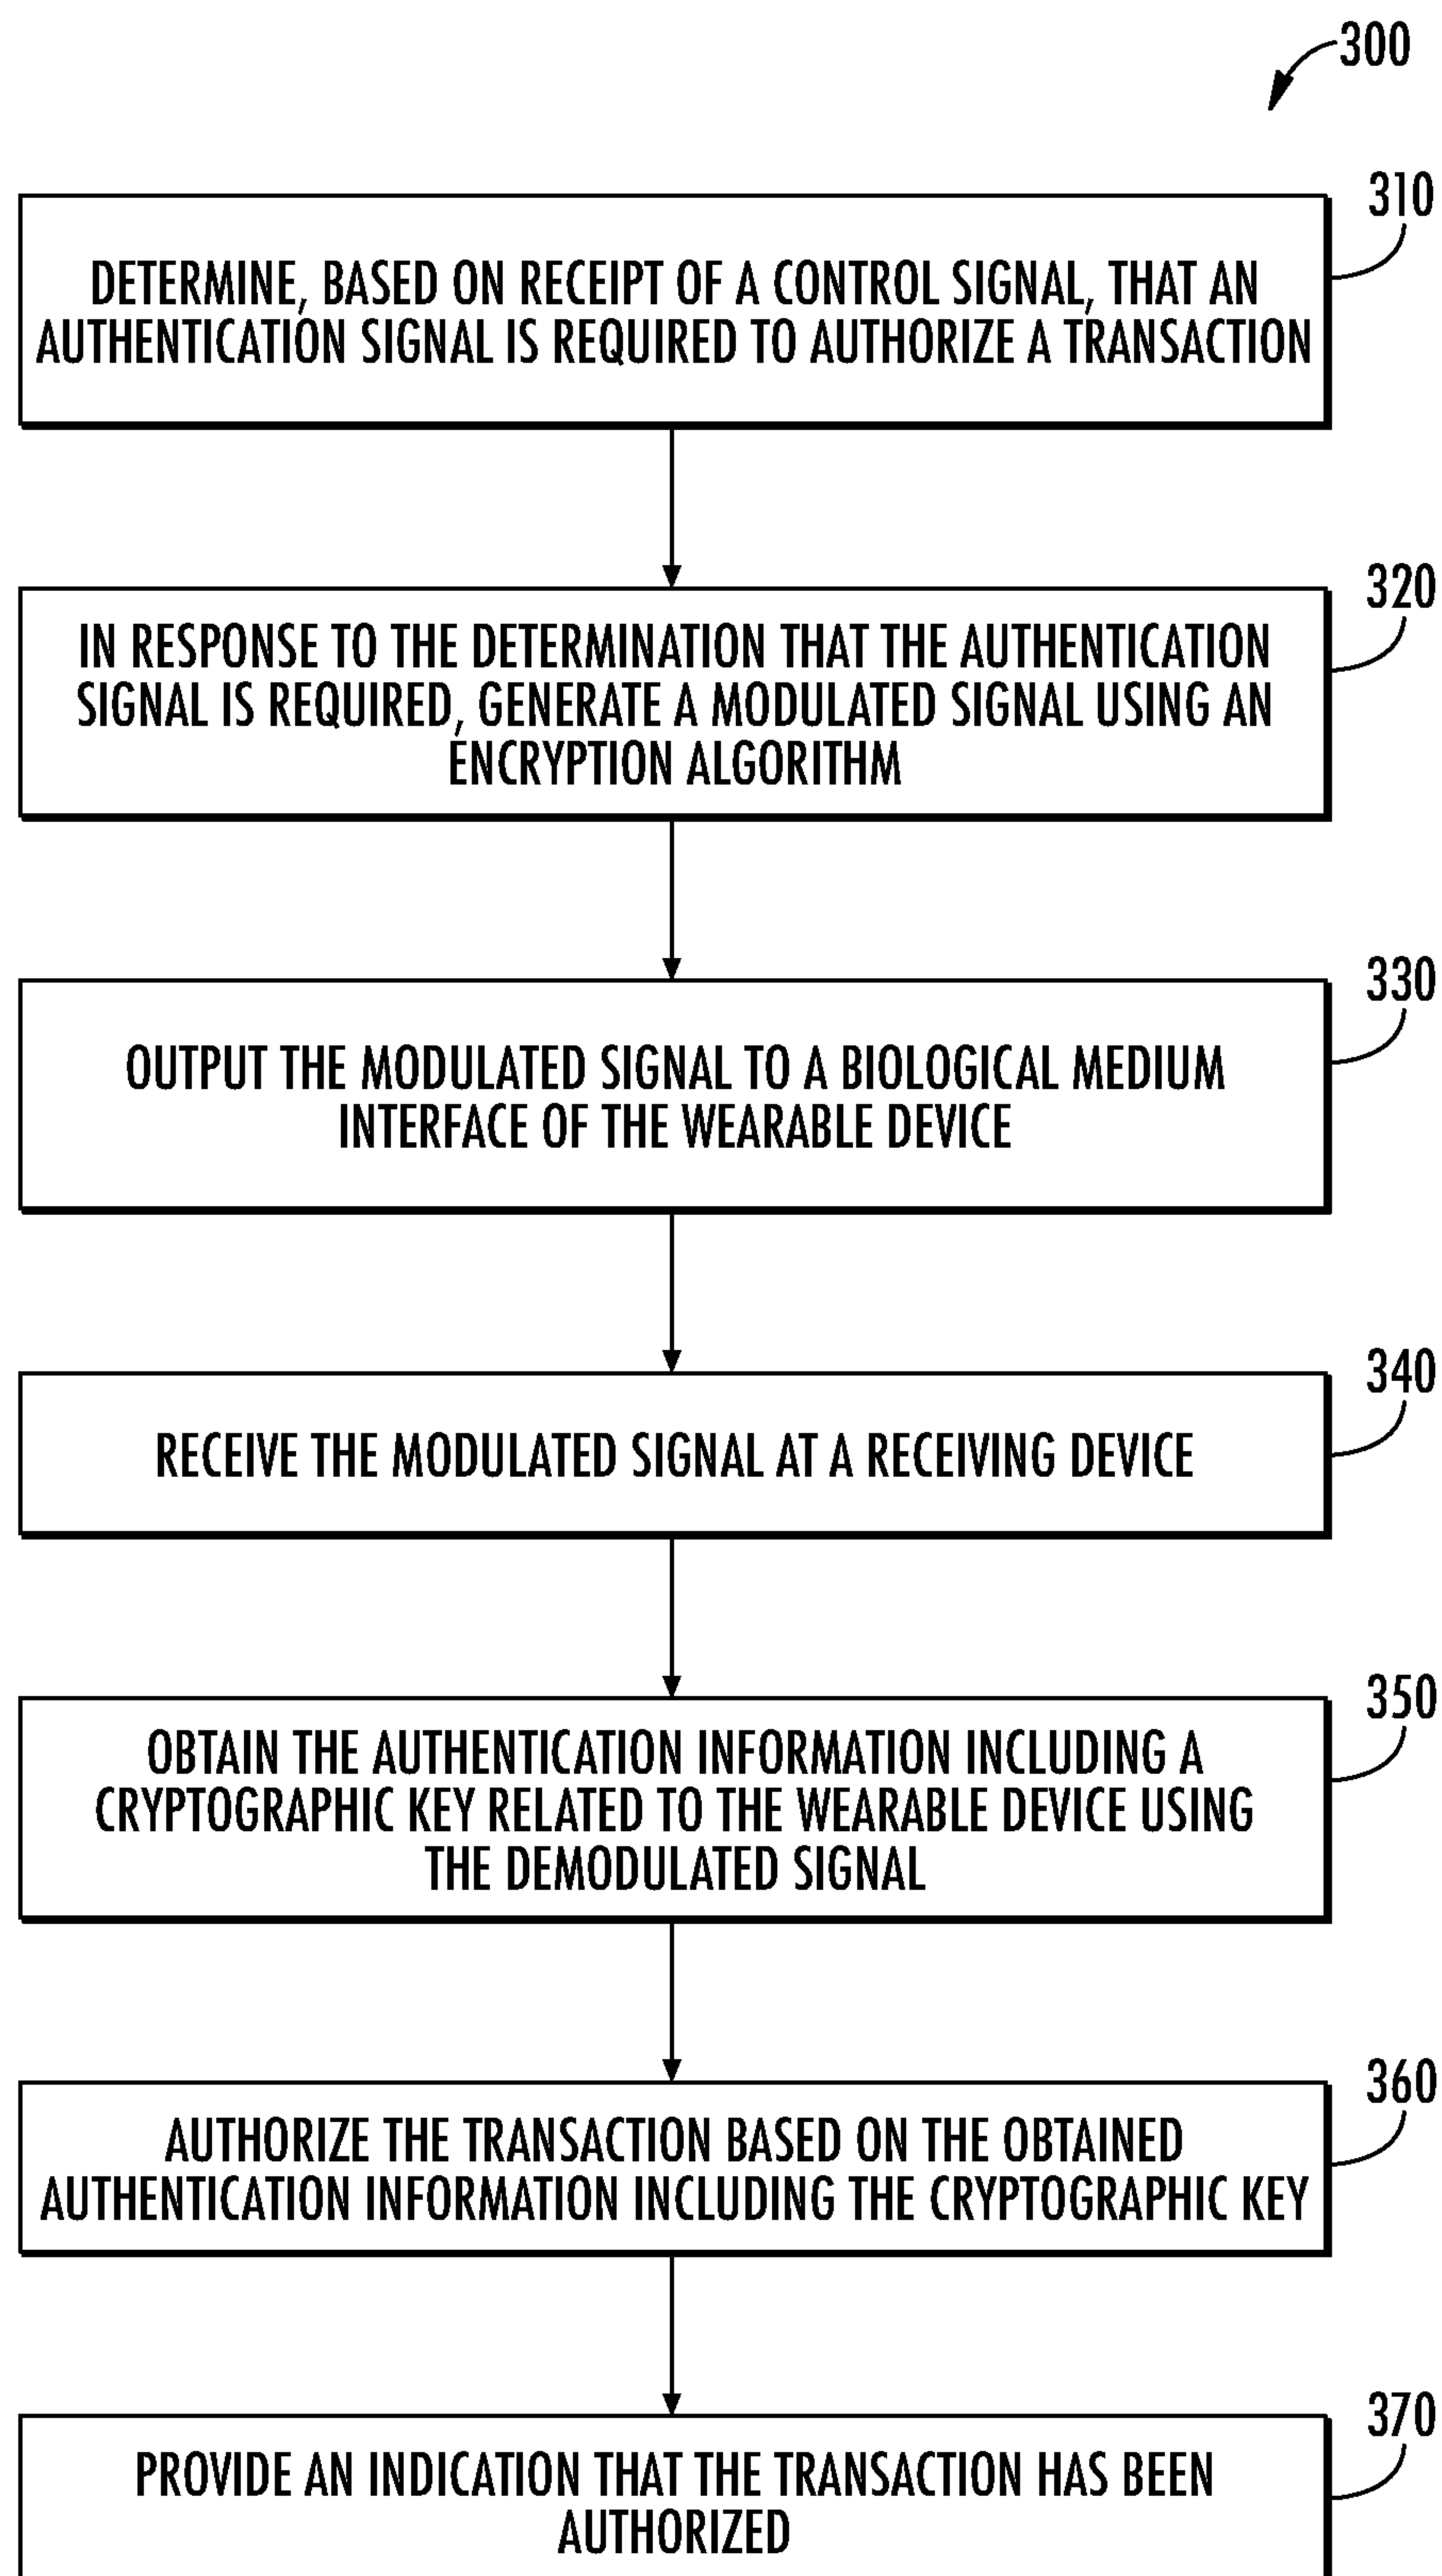 300
310
DETERMINE, BASED ON RECEIPT OF A CONTROL SIGNAL, THAT AN
AUTHENTICATION SIGNAL IS REQUIRED TO AUTHORIZE A TRANSACTION
320
IN RESPONSE TO THE DETERMINATION THAT THE AUTHENTICATION
SIGNAL IS REQUIRED, GENERATE A MODULATED SIGNAL USING AN
ENCRYPTION ALGORITHM
330
OUTPUT THE MODULATED SIGNAL TO A BIOLOGICAL MEDIUM
INTERFACE OF THE WEARABLE DEVICE
340
RECEIVE THE MODULATED SIGNAL AT A RECEIVING DEVICE
350
OBTAIN THE AUTHENTICATION INFORMATION INCLUDING A
CRYPTOGRAPHIC KEY RELATED TO THE WEARABLE DEVICE USING
THE DEMODULATED SIGNAL
360
AUTHORIZE THE TRANSACTION BASED ON THE OBTAINED
AUTHENTICATION INFORMATION INCLUDING THE CRYPTOGRAPHIC KEY
370
PROVIDE AN INDICATION THAT THE TRANSACTION HAS BEEN
AUTHORIZED